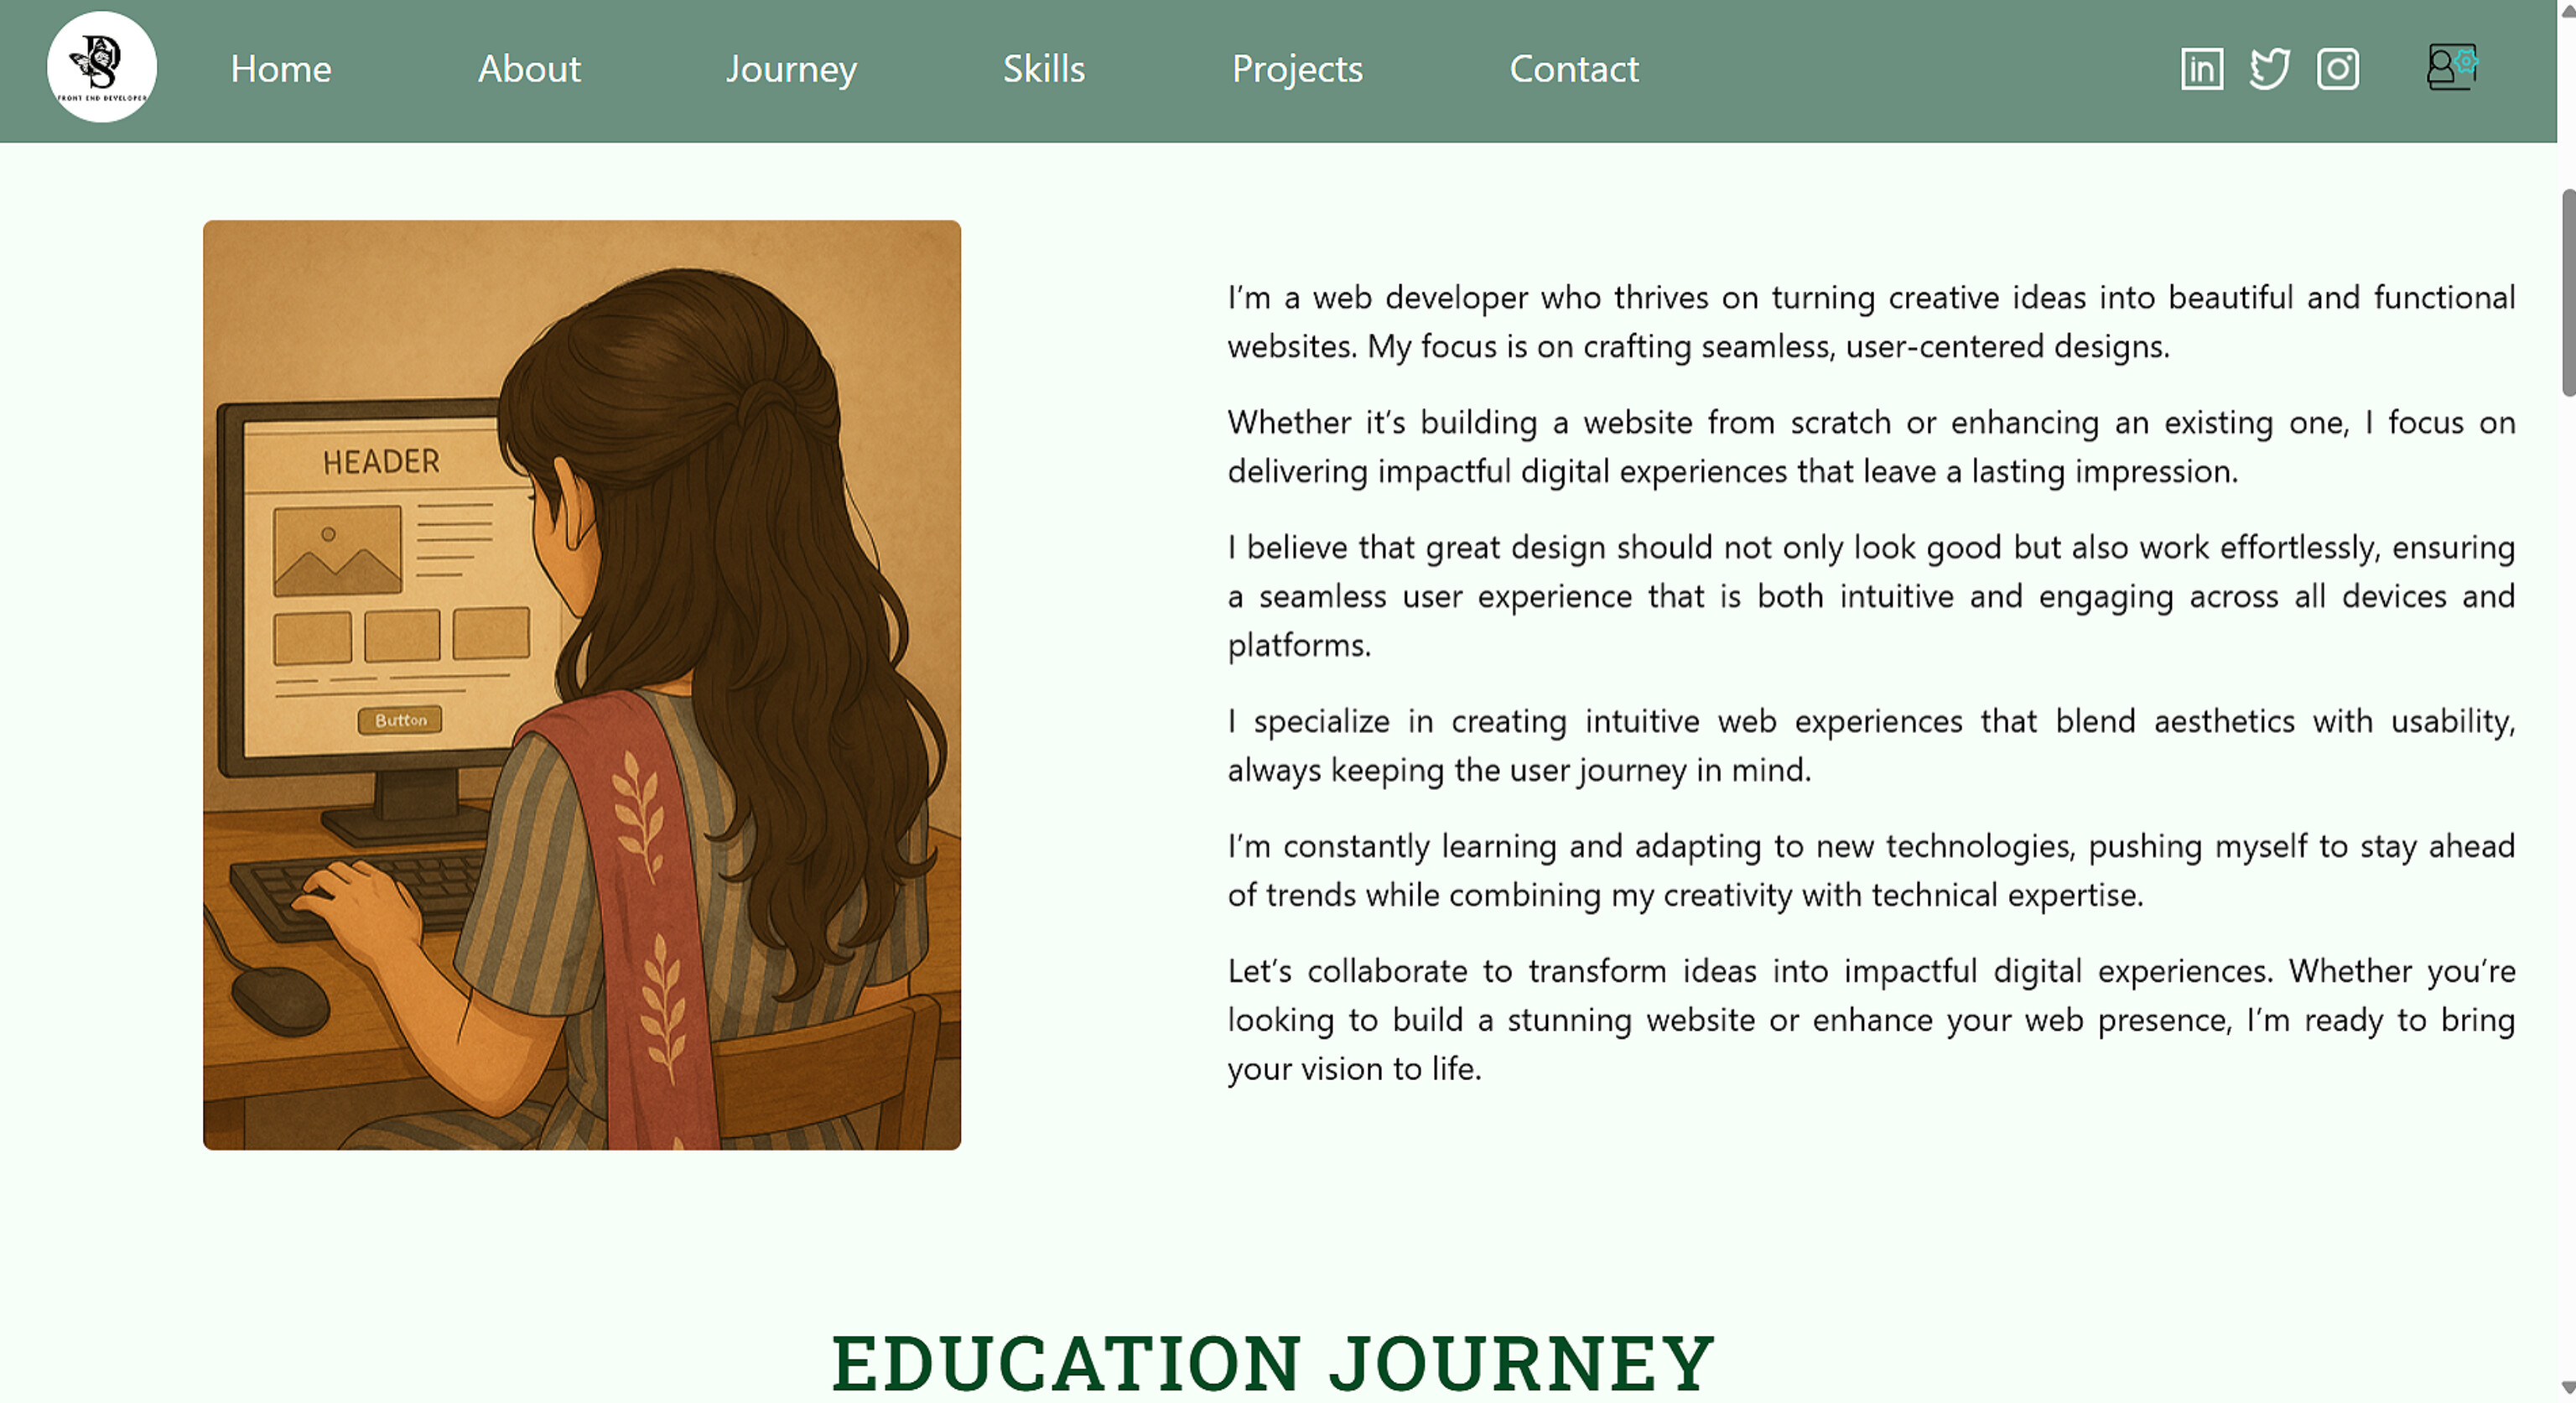 DS
FRONT END DEVELOPER
Home
About
Journey
Skills
Projects
Contact
in
HEADER
Button
I’m a web developer who thrives on turning creative ideas into beautiful and functional
websites. My focus is on crafting seamless, user-centered designs.
Whether it’s building a website from scratch or enhancing an existing one, I focus on
delivering impactful digital experiences that leave a lasting impression.
I believe that great design should not only look good but also work effortlessly, ensuring
a seamless user experience that is both intuitive and engaging across all devices and
platforms.
I specialize in creating intuitive web experiences that blend aesthetics with usability,
always keeping the user journey in mind.
I’m constantly learning and adapting to new technologies, pushing myself to stay ahead
of trends while combining my creativity with technical expertise.
Let’s collaborate to transform ideas into impactful digital experiences. Whether you’re
looking to build a stunning website or enhance your web presence, I’m ready to bring
your vision to life.
EDUCATION JOURNEY